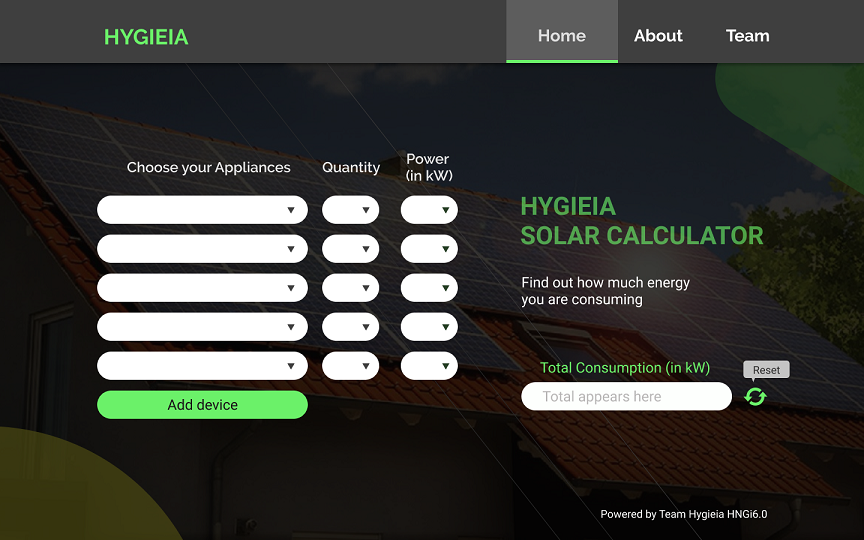 HYGIEIA
Home
About
Team
Choose your Appliances
Quantity
Power
(in kW)
HYGIEIA
SOLAR CALCULATOR
Find out how much energy
you are consuming
Total Consumption (in kW)
Reset
Total appears here
Add device
Powered by Team Hygieia HNGi6.0